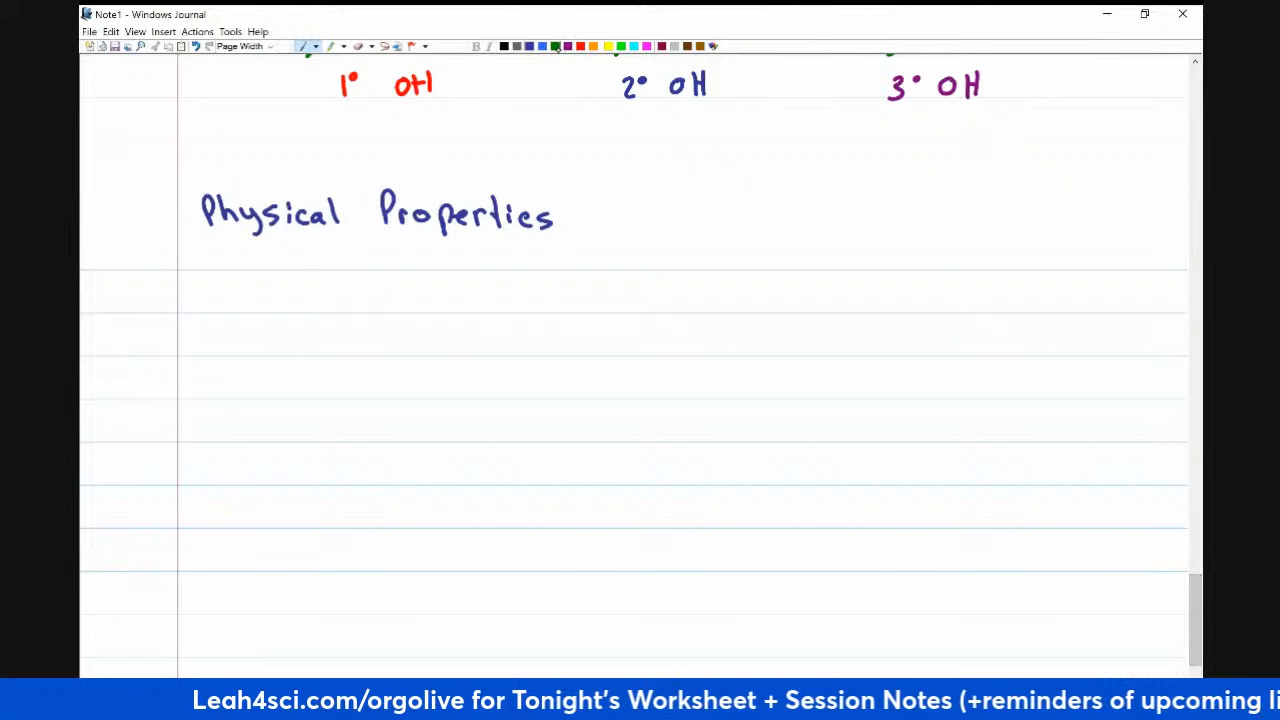 Note1 - Windows Journal
File Edit View Insert Actions Tools Help
Page Width B I
1° OH 2° OH 3° OH
Physical Properties
Leah4sci.com/orgolive for Tonight's Worksheet + Session Notes (+reminders of upcoming li